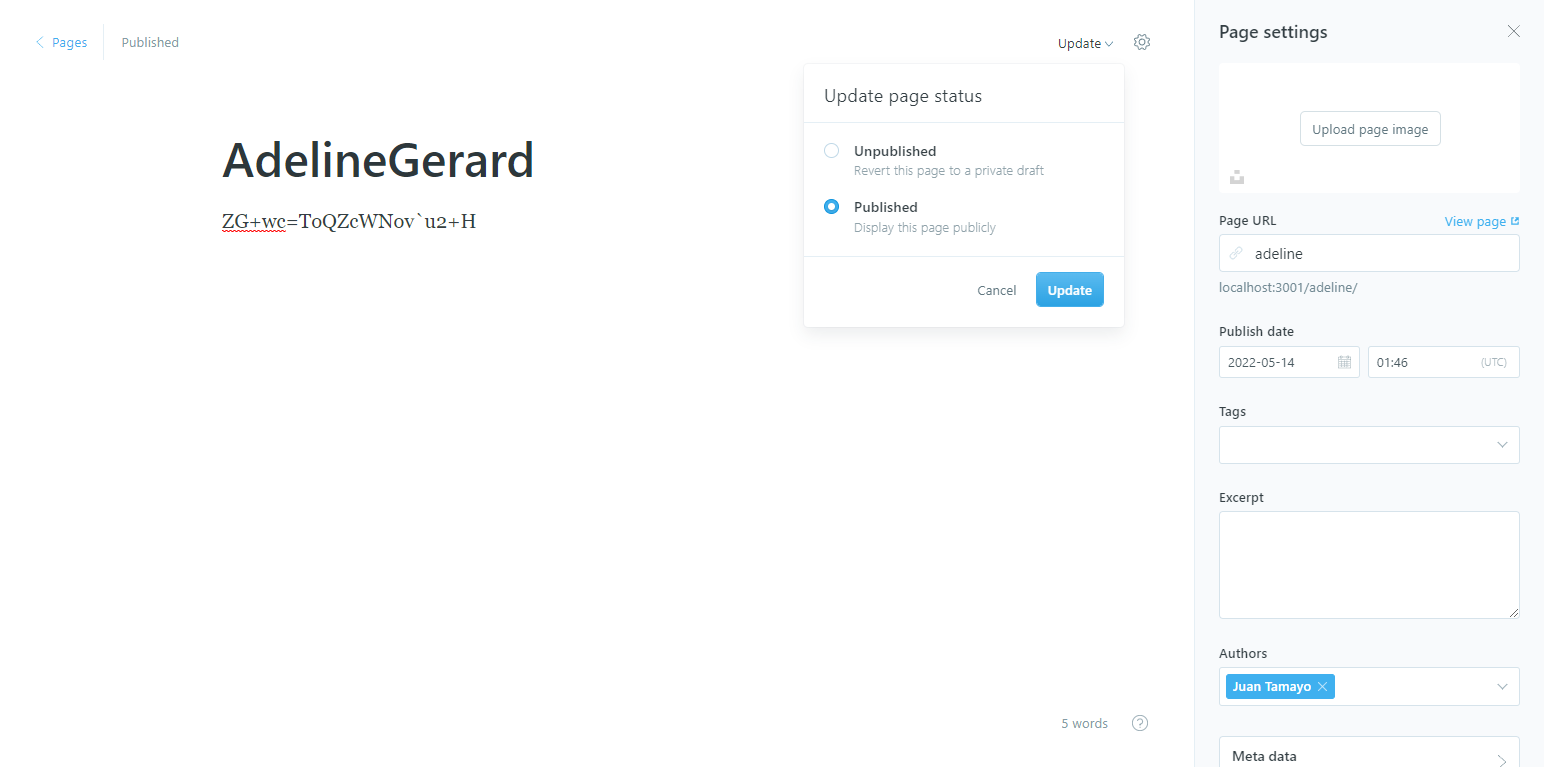 Pages
Published
Update
AdelineGerard
ZG+wc=ToQZcWNov`u2+H
Update page status
Unpublished
Revert this page to a private draft
Published
Display this page publicly
Cancel
Update
5 words
?
Page settings
Upload page image
Page URL
View page
adeline
localhost:3001/adeline/
Publish date
2022-05-14
01:46
(UTC)
Tags
Excerpt
Authors
Juan Tamayo
Meta data